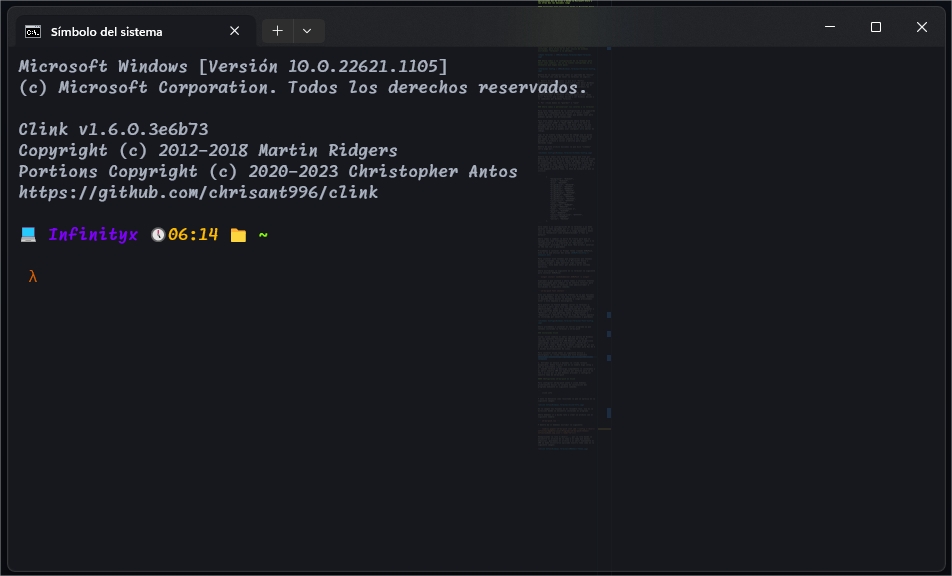 Símbolo del sistema
Microsoft Windows [Versión 10.0.22621.1105]
(c) Microsoft Corporation. Todos los derechos reservados.
Clink v1.6.0.3e6b73
Copyright (c) 2012-2018 Martin Ridgers
Portions Copyright (c) 2020-2023 Christopher Antos
https://github.com/chrisant996/clink
Infinityx 06:14 ~
λ